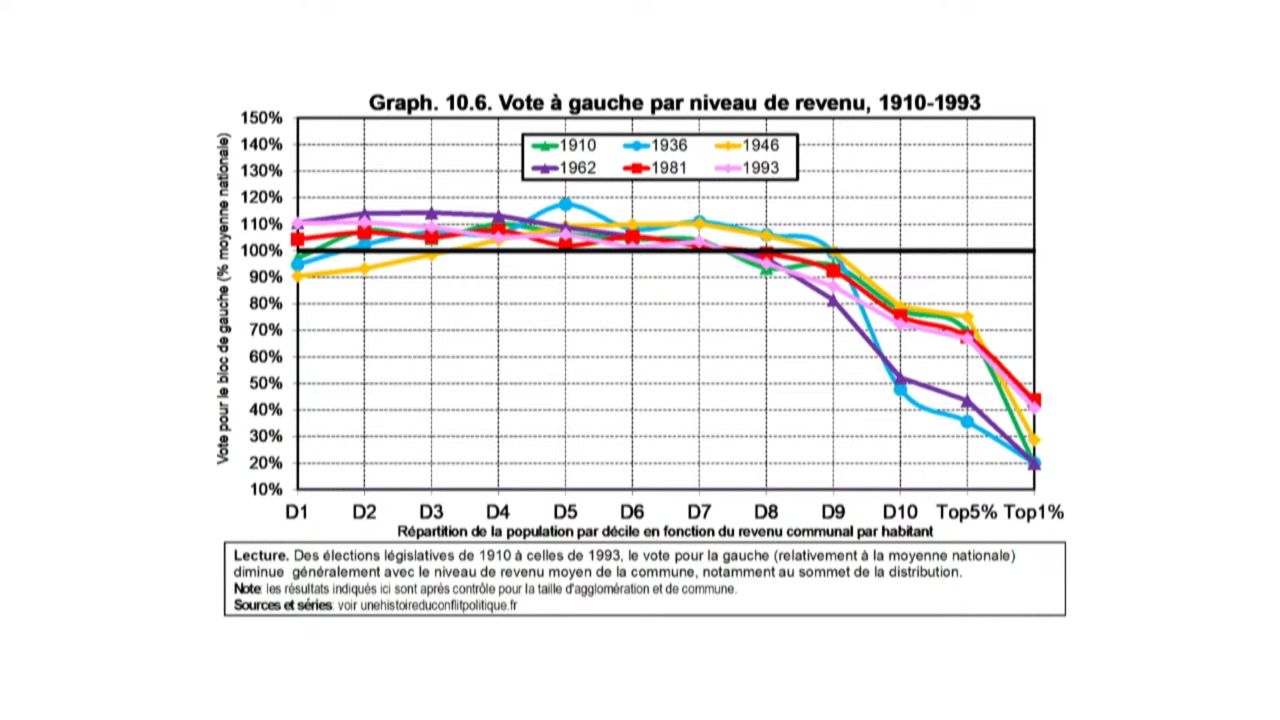 Graph. 10.6. Vote à gauche par niveau de revenu, 1910-1993
Vote pour le bloc de gauche (% moyenne nationale)
150%
140%
130%
120%
110%
100%
90%
80%
70%
60%
50%
40%
30%
20%
10%
1910 1936 1946
1962 1981 1993
D1 D2 D3 D4 D5 D6 D7 D8 D9 D10 Top5% Top1%
Répartition de la population par décile en fonction du revenu communal par habitant
Lecture. Des élections législatives de 1910 à celles de 1993, le vote pour la gauche (relativement à la moyenne nationale)
diminue généralement avec le niveau de revenu moyen de la commune, notamment au sommet de la distribution.
Note: les résultats indiqués ici sont après contrôle pour la taille d'agglomération et de commune.
Sources et séries: voir unehistoireduconflitpolitique.fr